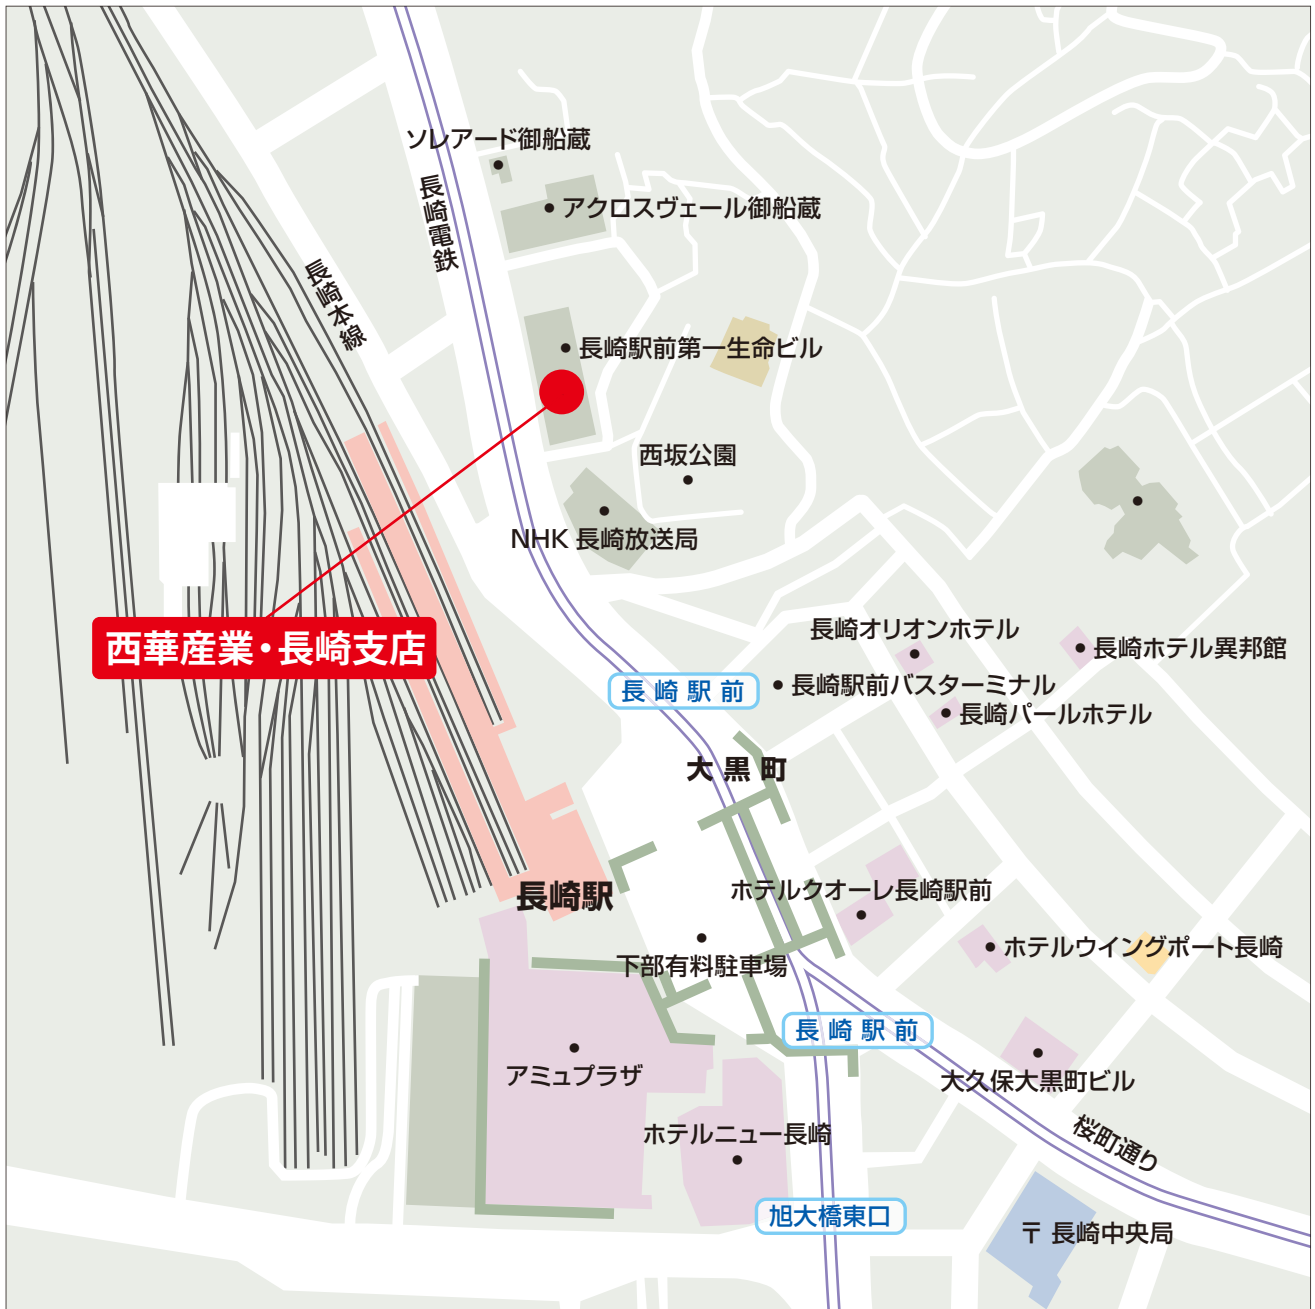 ソレアード御船蔵
長崎電鉄
アクロスヴェール御船蔵
長崎本線
長崎駅前第一生命ビル
西坂公園
NHK 長崎放送局
西華産業・長崎支店
長崎オリオンホテル
長崎ホテル異邦館
長崎駅前
長崎駅前バスターミナル
長崎パールホテル
大黒町
長崎駅
ホテルクオーレ長崎駅前
ホテルウイングポート長崎
下部有料駐車場
長崎駅前
アミュプラザ
大久保大黒町ビル
ホテルニュー長崎
桜町通り
旭大橋東口
〒 長崎中央局